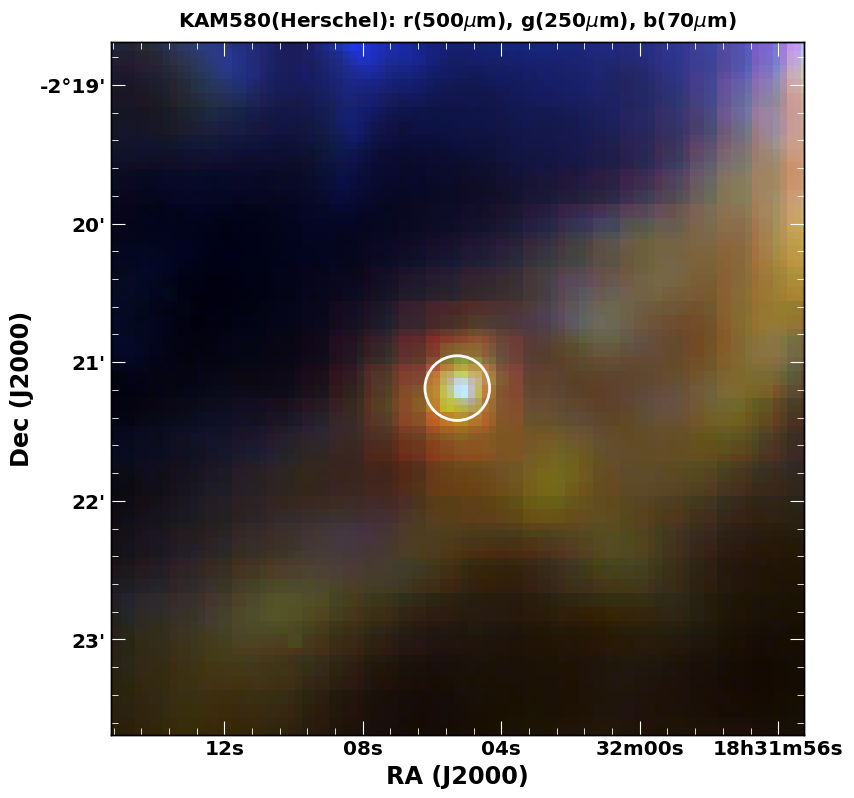 KAM580(Herschel): r(500μm), g(250μm), b(70μm)
-2°19'
20'
21'
22'
23'
Dec (J2000)
12s 08s 04s 32m00s 18h31m56s
RA (J2000)